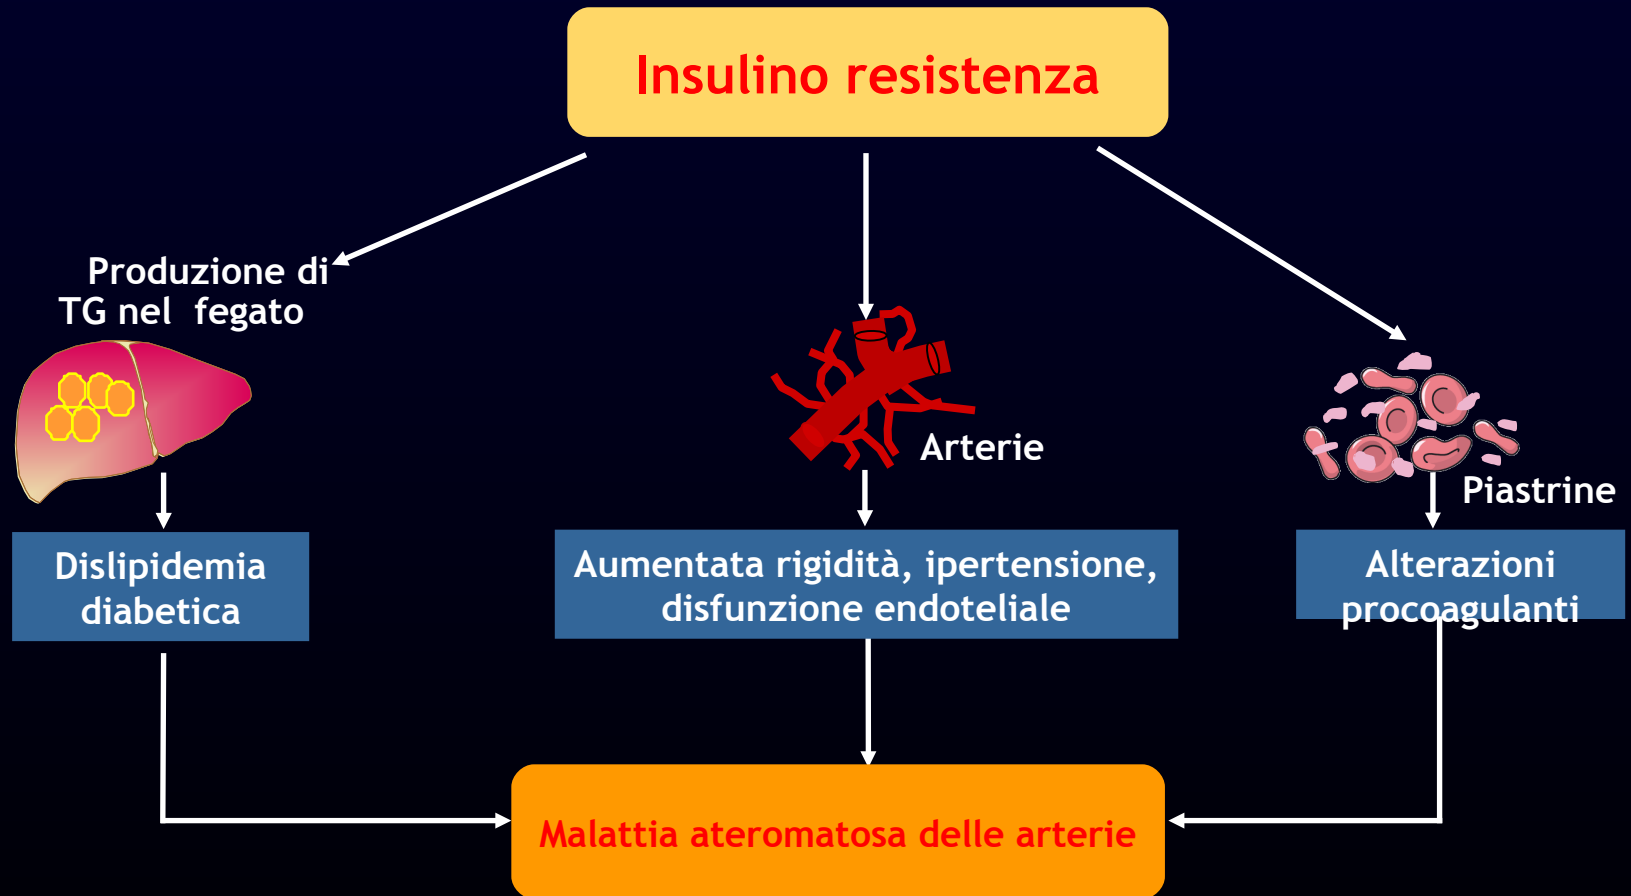 Insulino resistenza
Produzione di
TG nel fegato
Arterie
Piastrine
Dislipidemia
diabetica
Aumentata rigidità, ipertensione,
disfunzione endoteliale
Alterazioni
procoagulanti
Malattia ateromatosa delle arterie